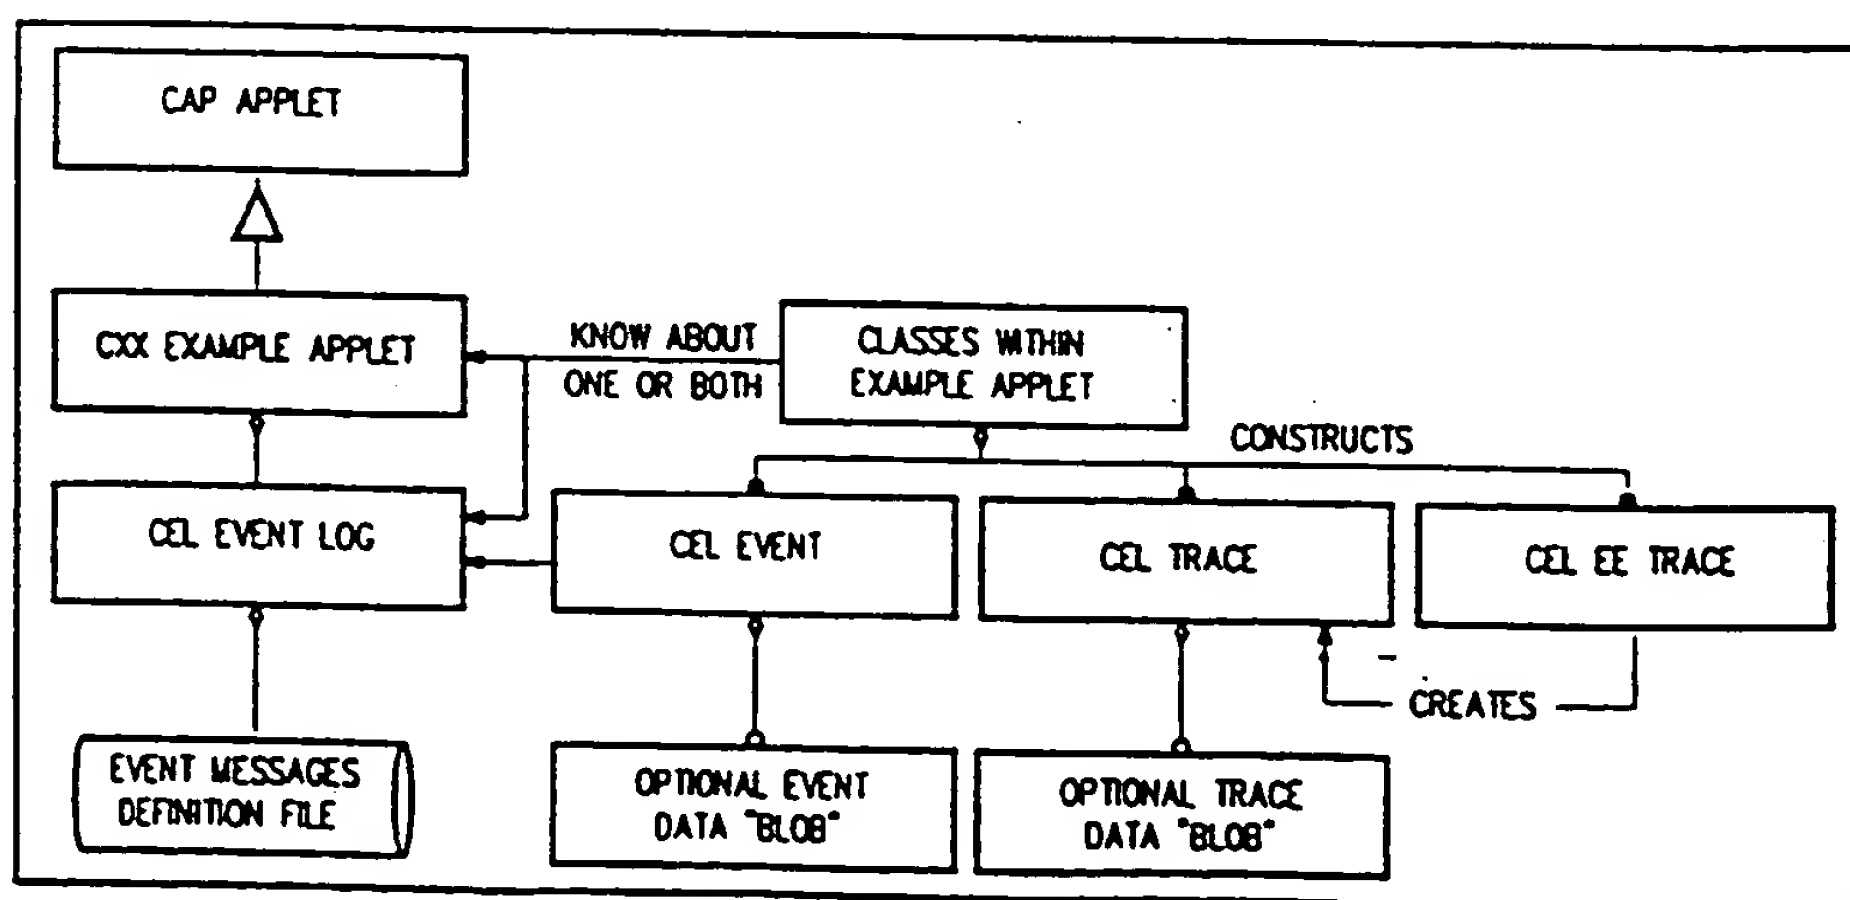 CAP APPLET
CXX EXAMPLE APPLET
KNOW ABOUT
ONE OR BOTH
CLASSES WITHIN
EXAMPLE APPLET
CONSTRUCTS
CEL EVENT LOG
CEL EVENT
CEL TRACE
CEL EE TRACE
CREATES
EVENT MESSAGES
DEFINITION FILE
OPTIONAL EVENT
DATA "BLOB"
OPTIONAL TRACE
DATA "BLOB"